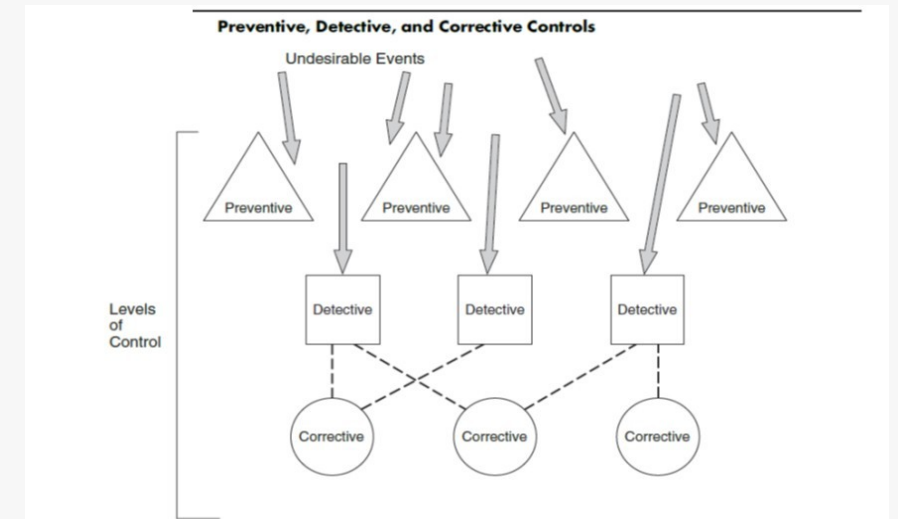 Preventive, Detective, and Corrective Controls
Undesirable Events
Preventive
Preventive
Preventive
Preventive
Levels
of
Control
Detective
Detective
Detective
Corrective
Corrective
Corrective